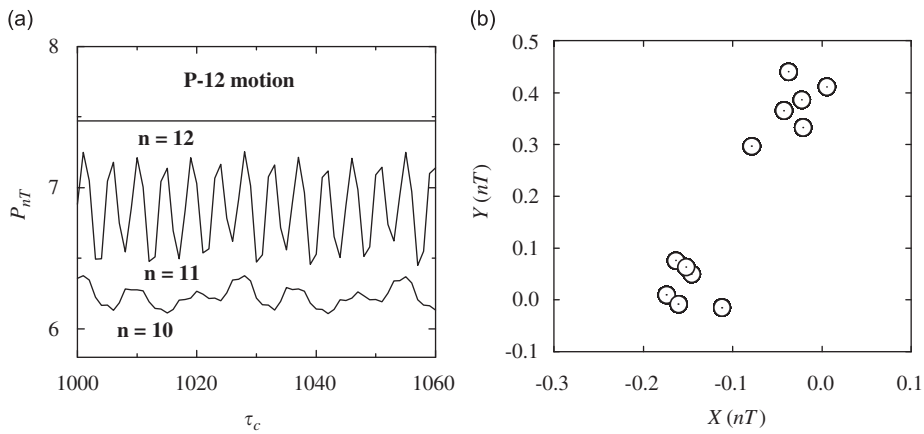 (a)
8
7
6
P-12 motion
n = 12
n = 11
n = 10
P_{nT}
1000 1020 1040 1060
τ_c
(b)
0.5
0.4
0.3
0.2
0.1
0.0
-0.1
Y (nT)
-0.3 -0.2 -0.1 0.0 0.1
X (nT)